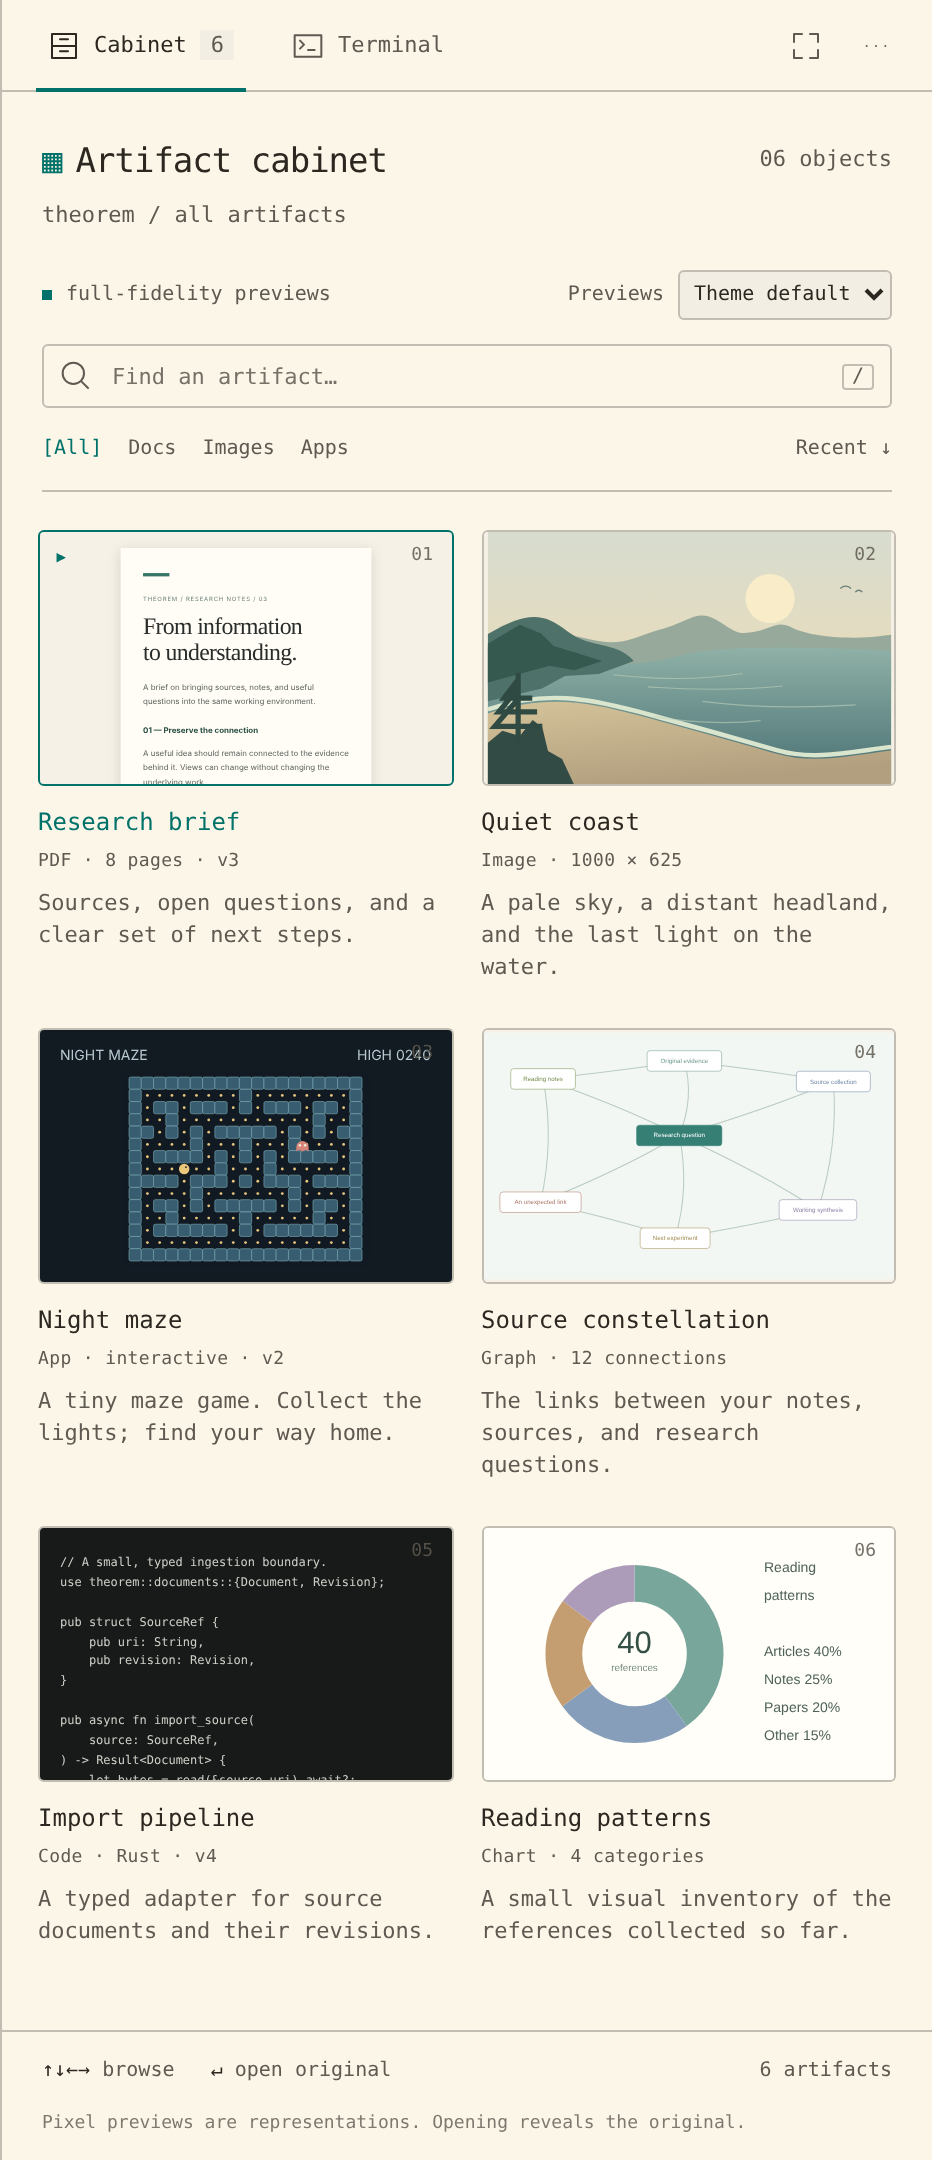 Cabinet 6 Terminal ...
Artifact cabinet 06 objects
theorem / all artifacts
full-fidelity previews Previews Theme default
Find an artifact… /
[All] Docs Images Apps Recent ↓
01
THEOREM / RESEARCH NOTES / 03
From information
to understanding.
A brief on bringing sources, notes, and useful
questions into the same working environment.
01 — Preserve the connection
A useful idea should remain connected to the evidence
behind it. Views can change without changing the
underlying work.
02
Research brief
PDF · 8 pages · v3
Sources, open questions, and a
clear set of next steps.
Quiet coast
Image · 1000 × 625
A pale sky, a distant headland,
and the last light on the
water.
NIGHT MAZE HIGH 0240
03
04
Original evidence
Reading notes
Source collection
Research question
An unexpected link
Working synthesis
Next experiment
Night maze
App · interactive · v2
A tiny maze game. Collect the
lights; find your way home.
Source constellation
Graph · 12 connections
The links between your notes,
sources, and research
questions.
05
// A small, typed ingestion boundary.
use theorem::documents::{Document, Revision};
pub struct SourceRef {
pub uri: String,
pub revision: Revision,
}
pub async fn import_source(
source: SourceRef,
) -> Result<Document> {
let bytes = read(&source.uri).await?;
06
40
references
Reading
patterns
Articles 40%
Notes 25%
Papers 20%
Other 15%
Import pipeline
Code · Rust · v4
A typed adapter for source
documents and their revisions.
Reading patterns
Chart · 4 categories
A small visual inventory of the
references collected so far.
↑↓←→ browse ↵ open original 6 artifacts
Pixel previews are representations. Opening reveals the original.